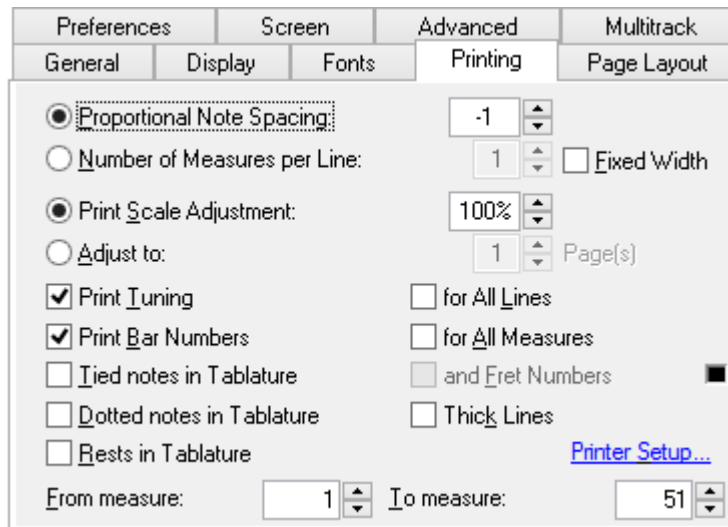 Preferences Screen Advanced Multitrack
General Display Fonts Printing Page Layout
Proportional Note Spacing: -1
Number of Measures per Line: 1 Fixed Width
Print Scale Adjustment: 100%
Adjust to: 1 Page(s)
Print Tuning for All Lines
Print Bar Numbers for All Measures
Tied notes in Tablature and Fret Numbers
Dotted notes in Tablature Thick Lines
Rests in Tablature Printer Setup...
From measure: 1 To measure: 51